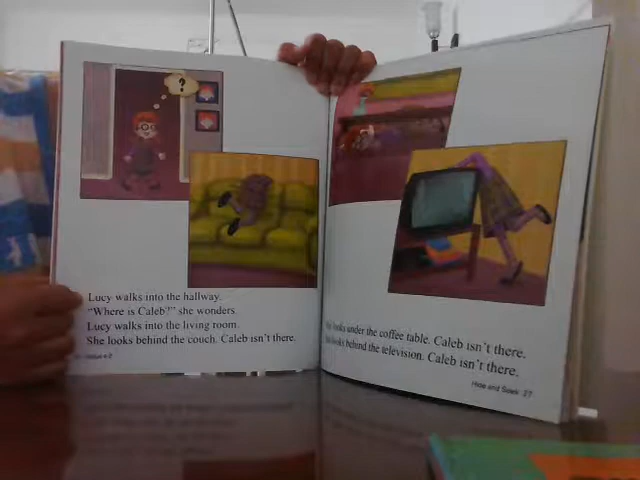 ?
Lucy walks into the hallway.
"Where is Caleb?" she wonders.
Lucy walks into the living room.
She looks behind the couch. Caleb isn't there.
looks under the coffee table. Caleb isn't there.
looks behind the television. Caleb isn't there.
Hide and Seek 27